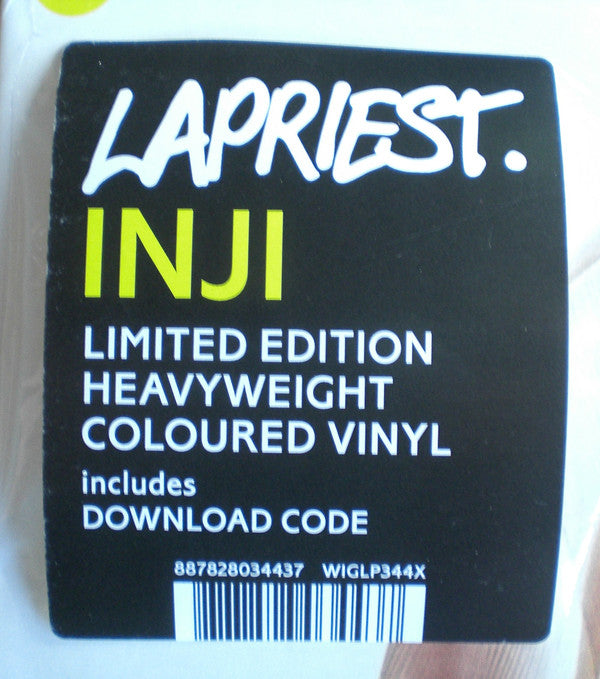 LAPRIEST.
INJI
LIMITED EDITION
HEAVYWEIGHT
COLOURED VINYL
includes
DOWNLOAD CODE
887828034437 WIGLP344X